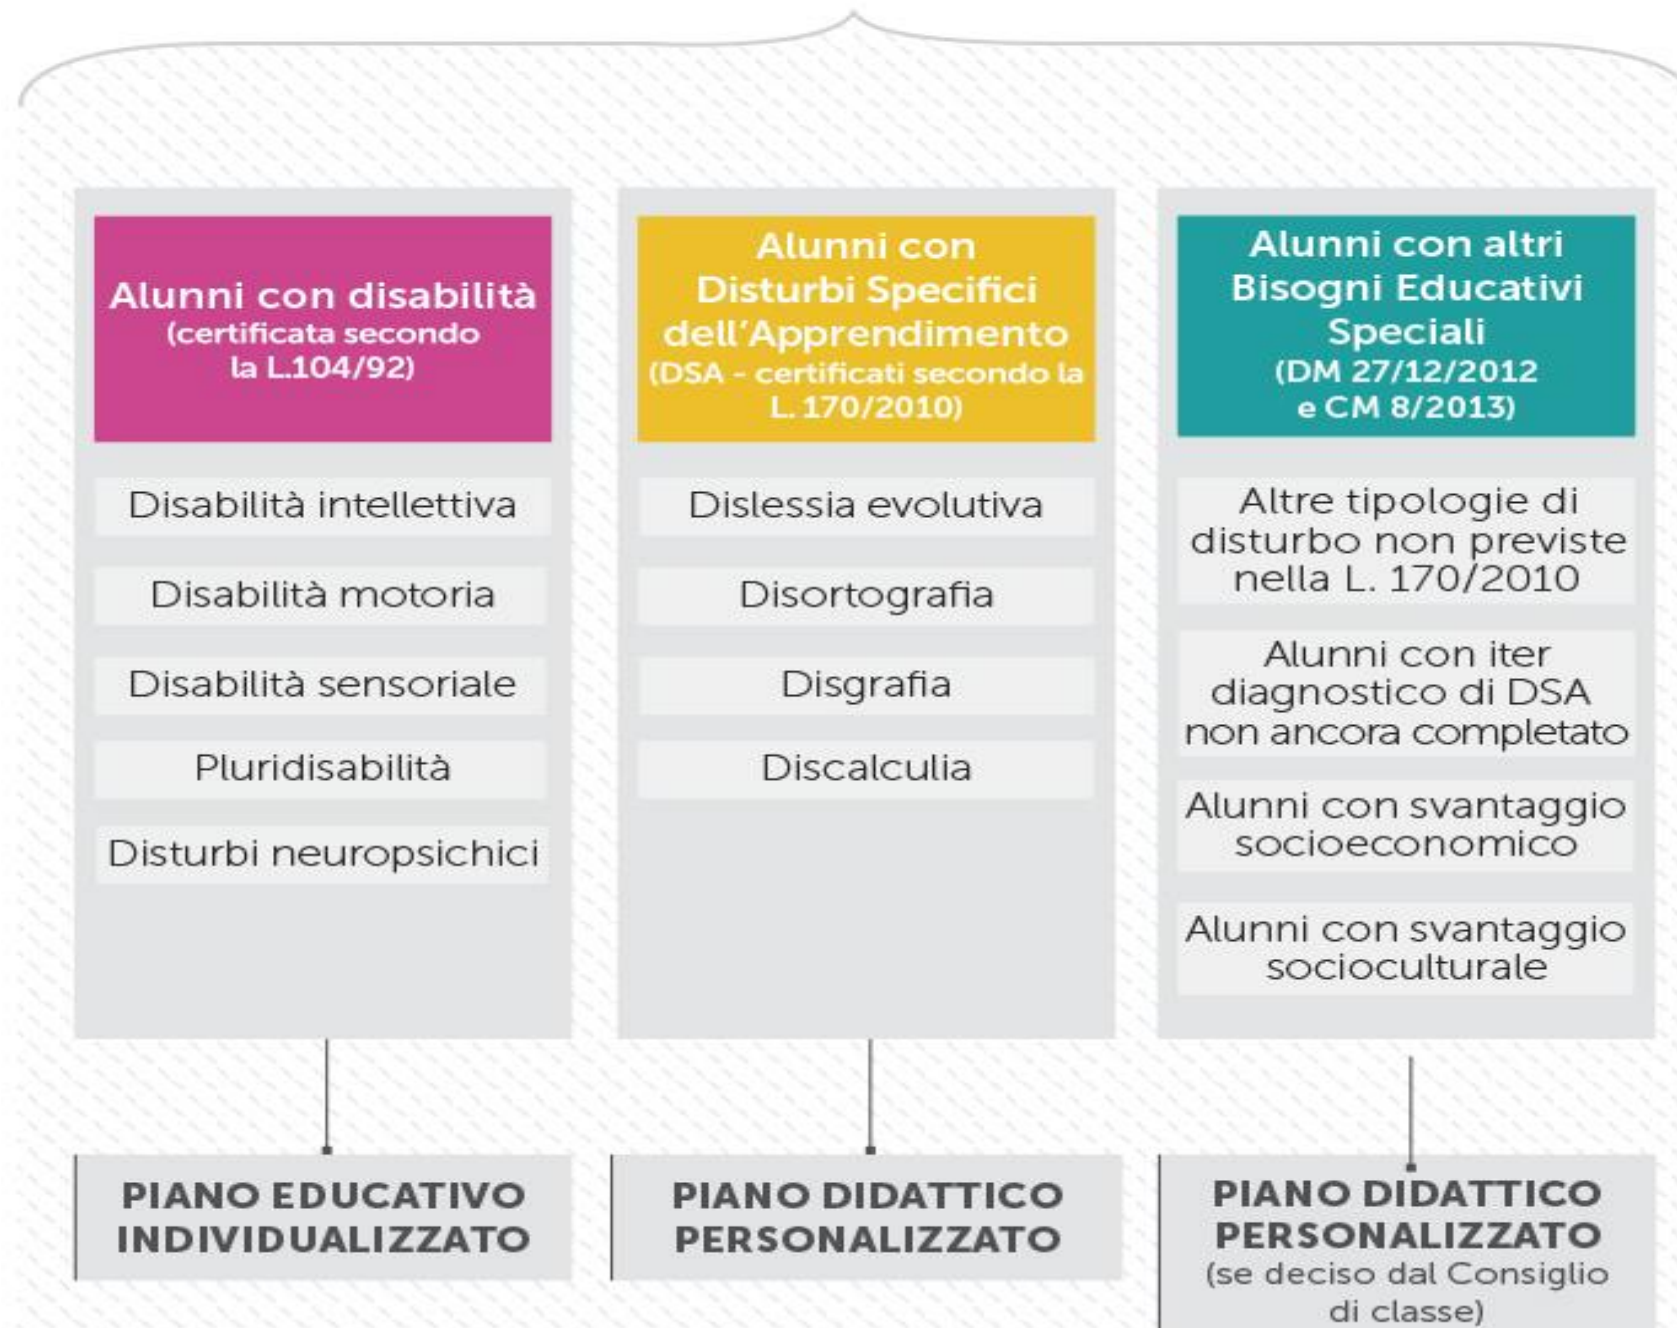 Alunni con disabilità
(certificata secondo
la L.104/92)
Disabilità intellettiva
Disabilità motoria
Disabilità sensoriale
Pluridisabilità
Disturbi neuropsichici
PIANO EDUCATIVO
INDIVIDUALIZZATO
Alunni con
Disturbi Specifici
dell'Apprendimento
(DSA - certificati secondo la
L. 170/2010)
Dislessia evolutiva
Disortografia
Disgrafia
Discalculia
PIANO DIDATTICO
PERSONALIZZATO
Alunni con altri
Bisogni Educativi
Speciali
(DM 27/12/2012
e CM 8/2013)
Altre tipologie di
disturbo non previste
nella L. 170/2010
Alunni con iter
diagnostico di DSA
non ancora completato
Alunni con svantaggio
socioeconomico
Alunni con svantaggio
socioculturale
PIANO DIDATTICO
PERSONALIZZATO
(se deciso dal Consiglio
di classe)